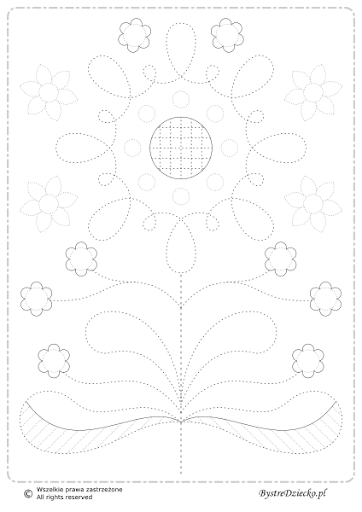 © Wszelkie prawa zastrzeżone
All rights reserved
BystreDziecko.pl